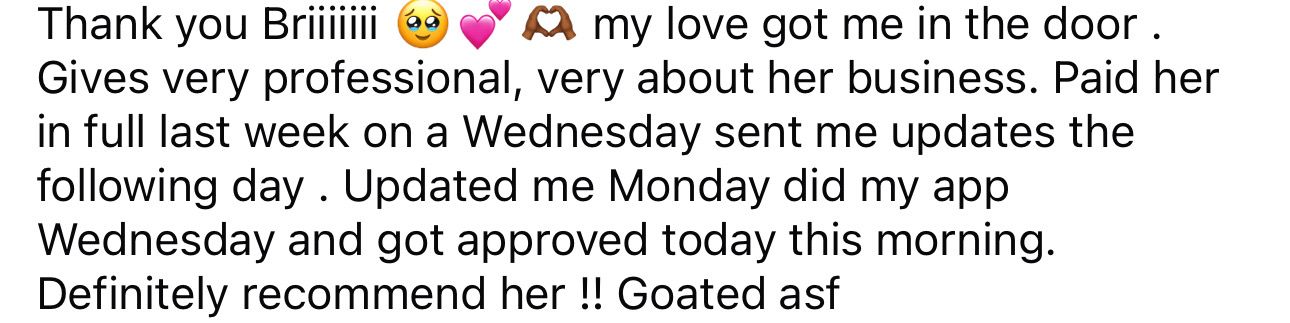 Thank you Briiiiiii 🥹💕🫶🏾 my love got me in the door .
Gives very professional, very about her business. Paid her
in full last week on a Wednesday sent me updates the
following day . Updated me Monday did my app
Wednesday and got approved today this morning.
Definitely recommend her !! Goated asf